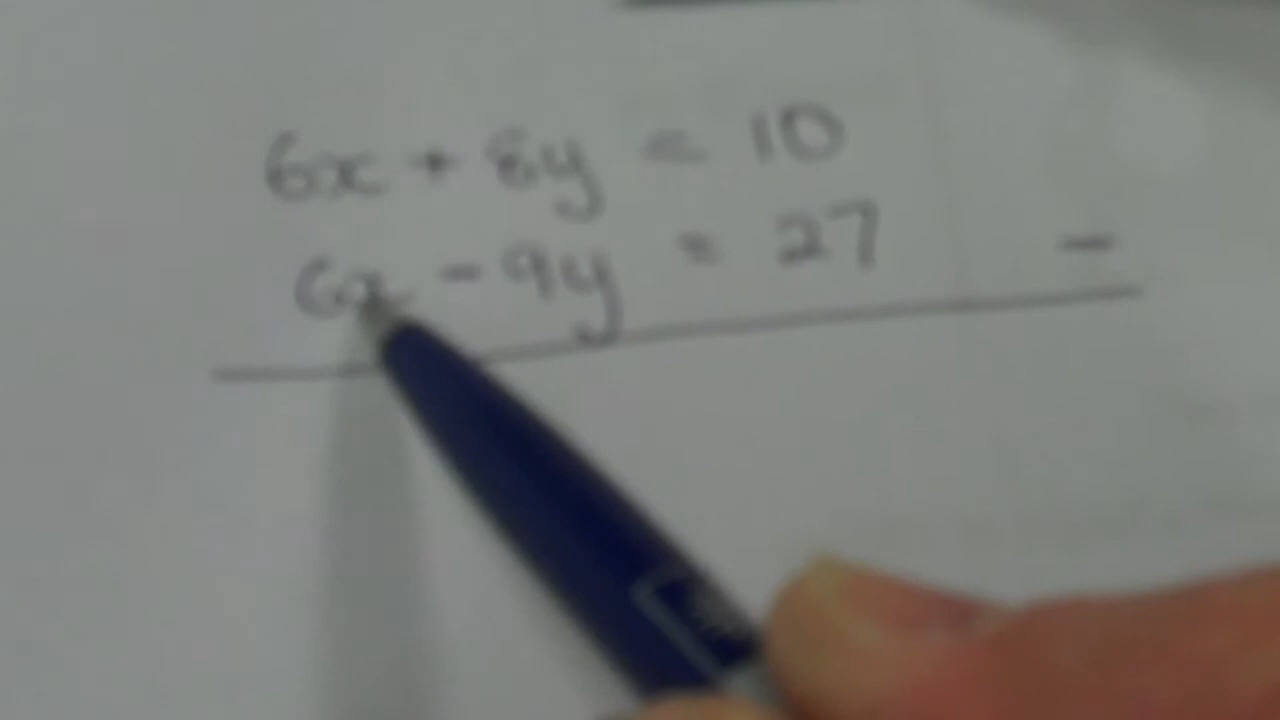 6x + 8y = 10
6x - 9y = 27 -